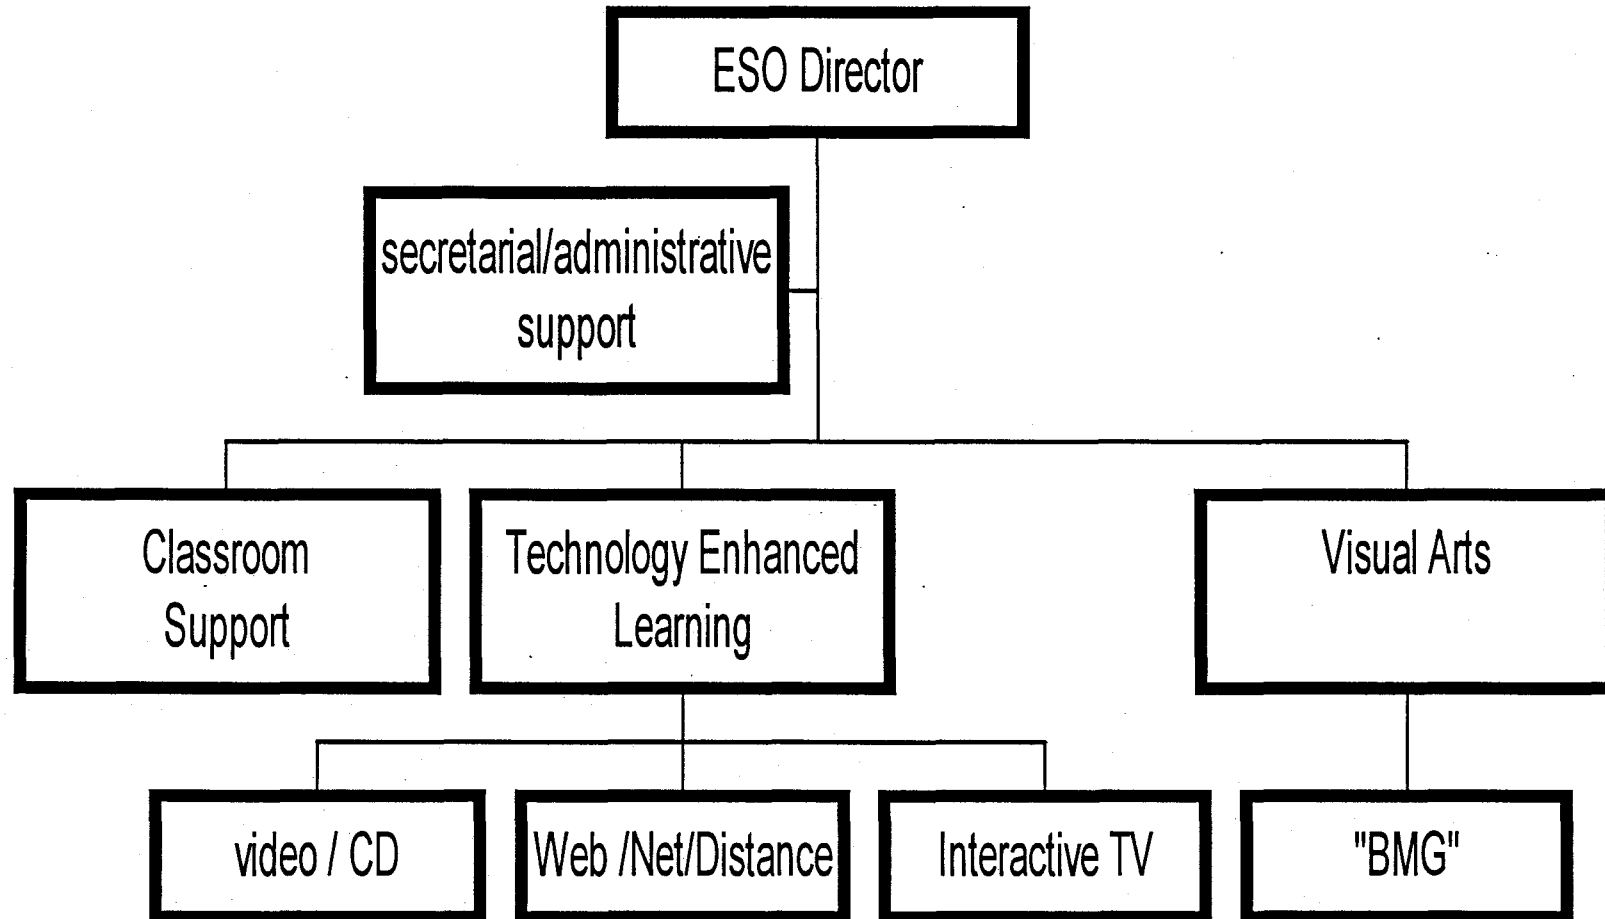 ESO Director
secretarial/administrative
support
Classroom
Support
Technology Enhanced
Learning
Visual Arts
video / CD
Web /Net/Distance
Interactive TV
"BMG"